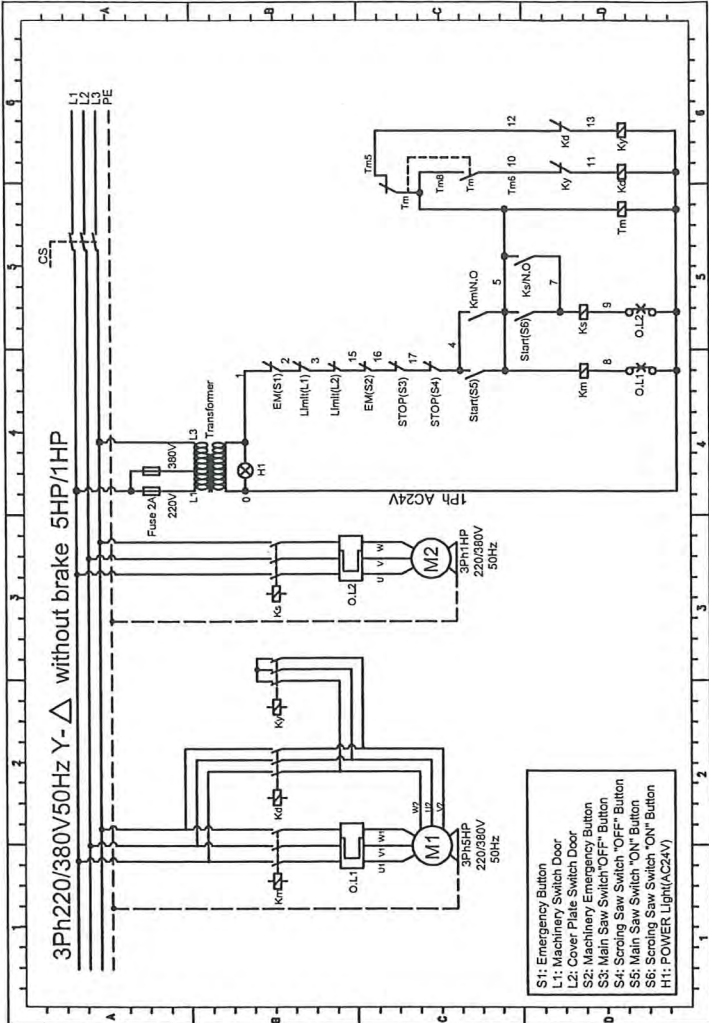 3Ph220/380V50Hz Y-△ without brake 5HP/1HP
L1
L2
L3
PE
CS
Fuse 2A
220V
380V
L1
L3
Transformer
0
H1
1
1Ph AC24V
EM(S1)
2
LImIt(L1)
3
LImIt(L2)
15
EM(S2)
16
STOP(S3)
17
STOP(S4)
4
Start(S5)
Km\N.O
5
Start(S6)
Ks/N.O
7
Km
8
O.L1
Ks
9
O.L2
Tm
Tm5
Tm
Tm8
Tm
Tm6
10
Ky
11
Kd
12
Kd
13
Ky
Km
O.L1
U1
V1
W1
M1
3Ph5HP
220/380V
50Hz
Kd
W2
U2
V2
Ky
Ks
O.L2
U
V
W
M2
3Ph1HP
220/380V
50Hz
S1: Emergency Button
L1: Machinery Switch Door
L2: Cover Plate Switch Door
S2: Machinery Emergency Button
S3: Main Saw Switch"OFF" Button
S4: Scroing Saw Switch "OFF" Button
S5: Main Saw Switch "ON" Button
S6: Scroing Saw Switch "ON" Button
H1: POWER Light(AC24V)
1
2
3
4
5
6
1
2
3
4
5
6
A
B
C
D
A
B
C
D